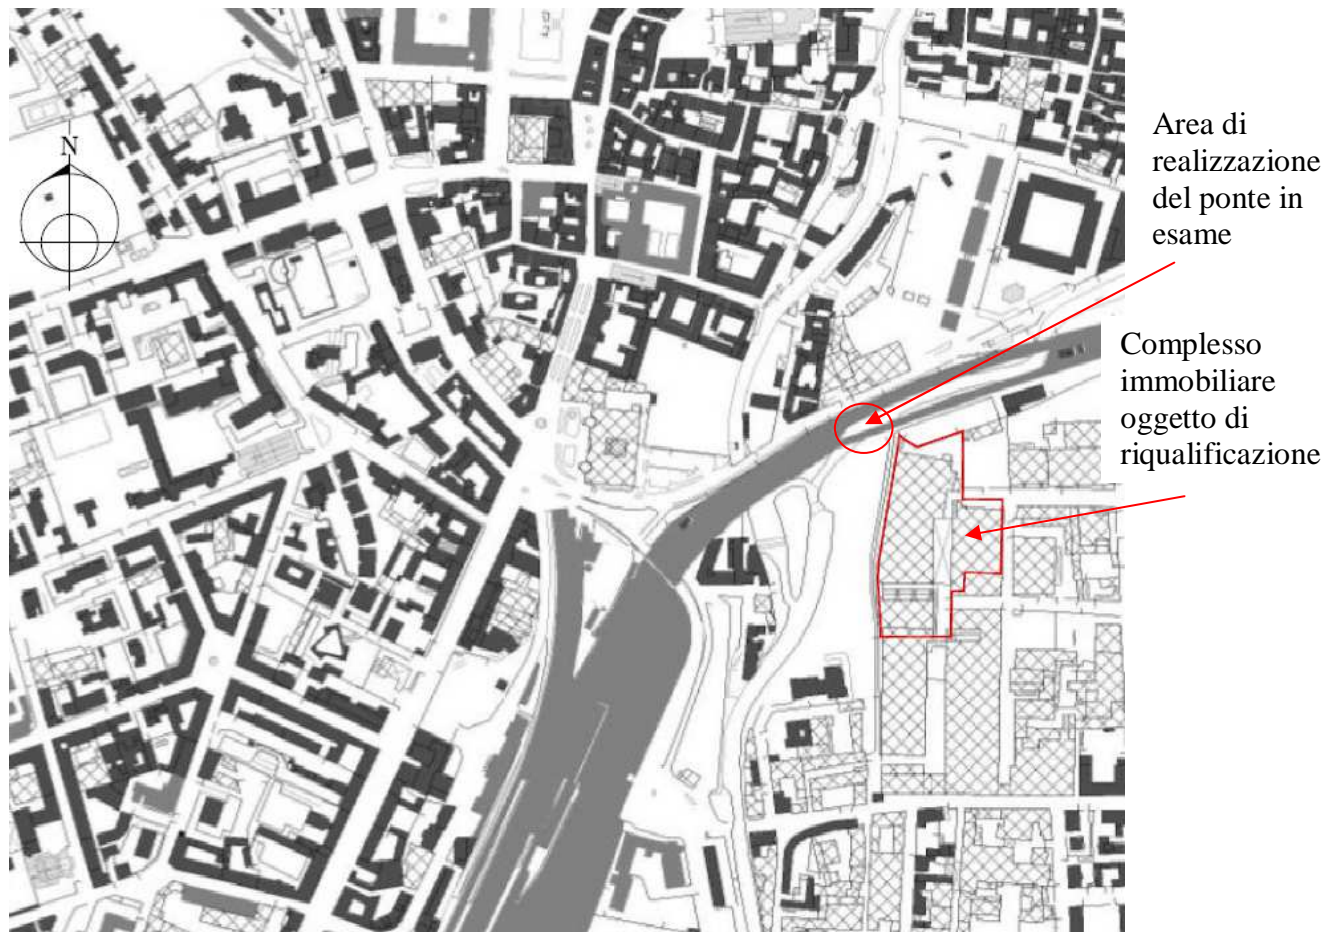 N
Area di
realizzazione
del ponte in
esame
Complesso
immobiliare
oggetto di
riqualificazione